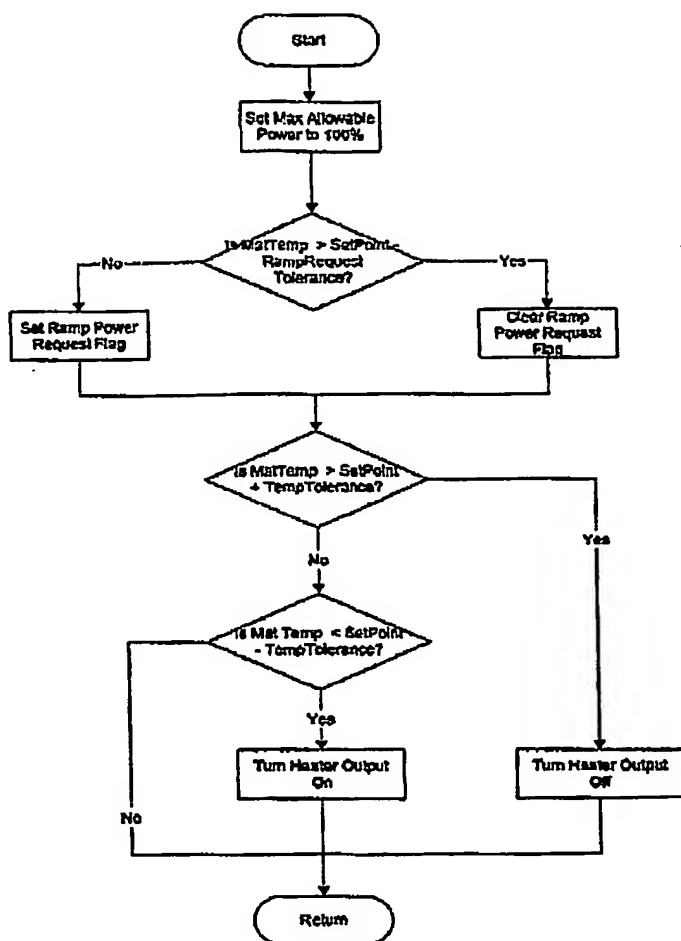 Start
Set Max Allowable
Power to 100%
Is MatTemp > SetPoint -
RampRequest
Tolerance?
No
Yes
Set Ramp Power
Request Flag
Clear Ramp
Power Request
Flag
Is MatTemp > SetPoint
+ TempTolerance?
Yes
No
Is Mat Temp < SetPoint
- TempTolerance?
Yes
No
Turn Heater Output
On
Turn Heater Output
Off
Return